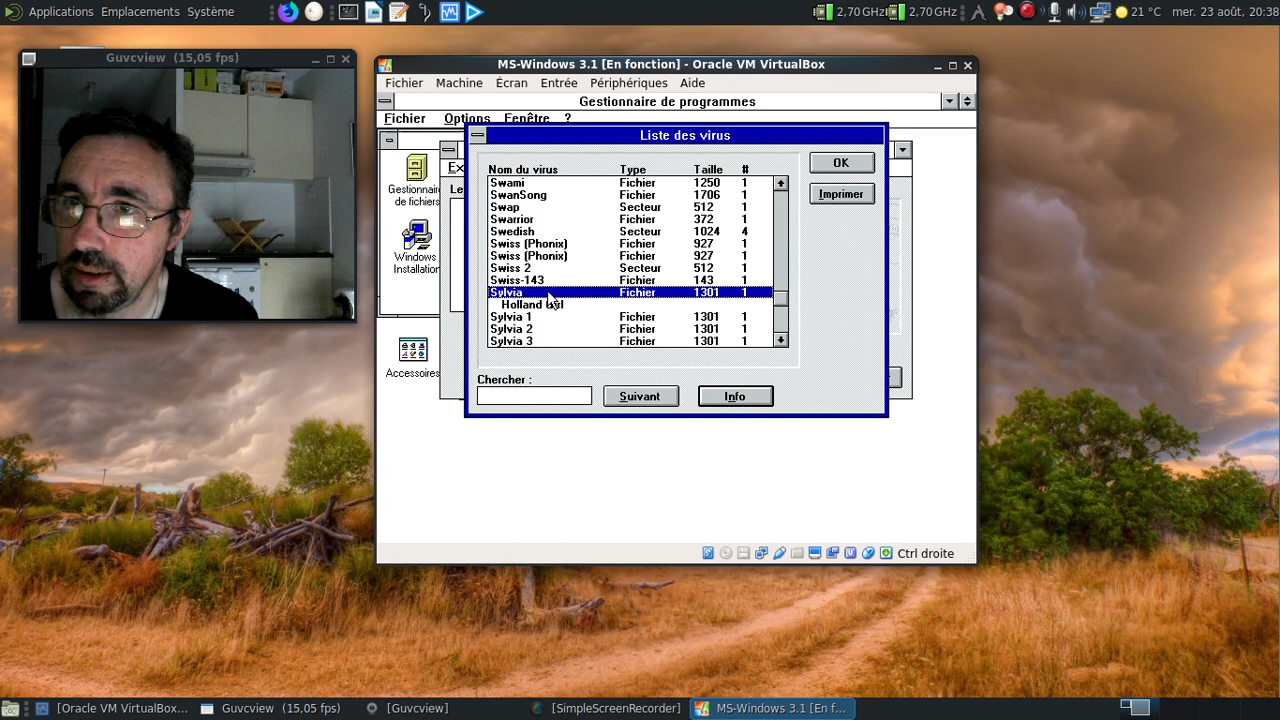 Applications Emplacements Système
2,70 GHz 2,70 GHz 21 °C mer. 23 août, 20:38
Guvcview (15,05 fps)
MS-Windows 3.1 [En fonction] - Oracle VM VirtualBox
Fichier Machine Écran Entrée Périphériques Aide
Gestionnaire de programmes
Fichier Options Fenêtre ?
Liste des virus
Gestionnaire
de fichiers
Windows
Installation
Accessoires
Nom du virus Type Taille #
Swami Fichier 1250 1
SwanSong Fichier 1706 1
Swap Secteur 512 1
Swarrior Fichier 372 1
Swedish Secteur 1024 4
Swiss (Phonix) Fichier 927 1
Swiss (Phonix) Fichier 927 1
Swiss 2 Secteur 512 1
Swiss-143 Fichier 143 1
Sylvia Fichier 1301 1
Holland
Sylvia 1 Fichier 1301 1
Sylvia 2 Fichier 1301 1
Sylvia 3 Fichier 1301 1
OK
Imprimer
Chercher :
Suivant
Info
Ctrl droite
[Oracle VM VirtualBox... Guvcview (15,05 fps) [Guvcview] [SimpleScreenRecorder] MS-Windows 3.1 [En f...